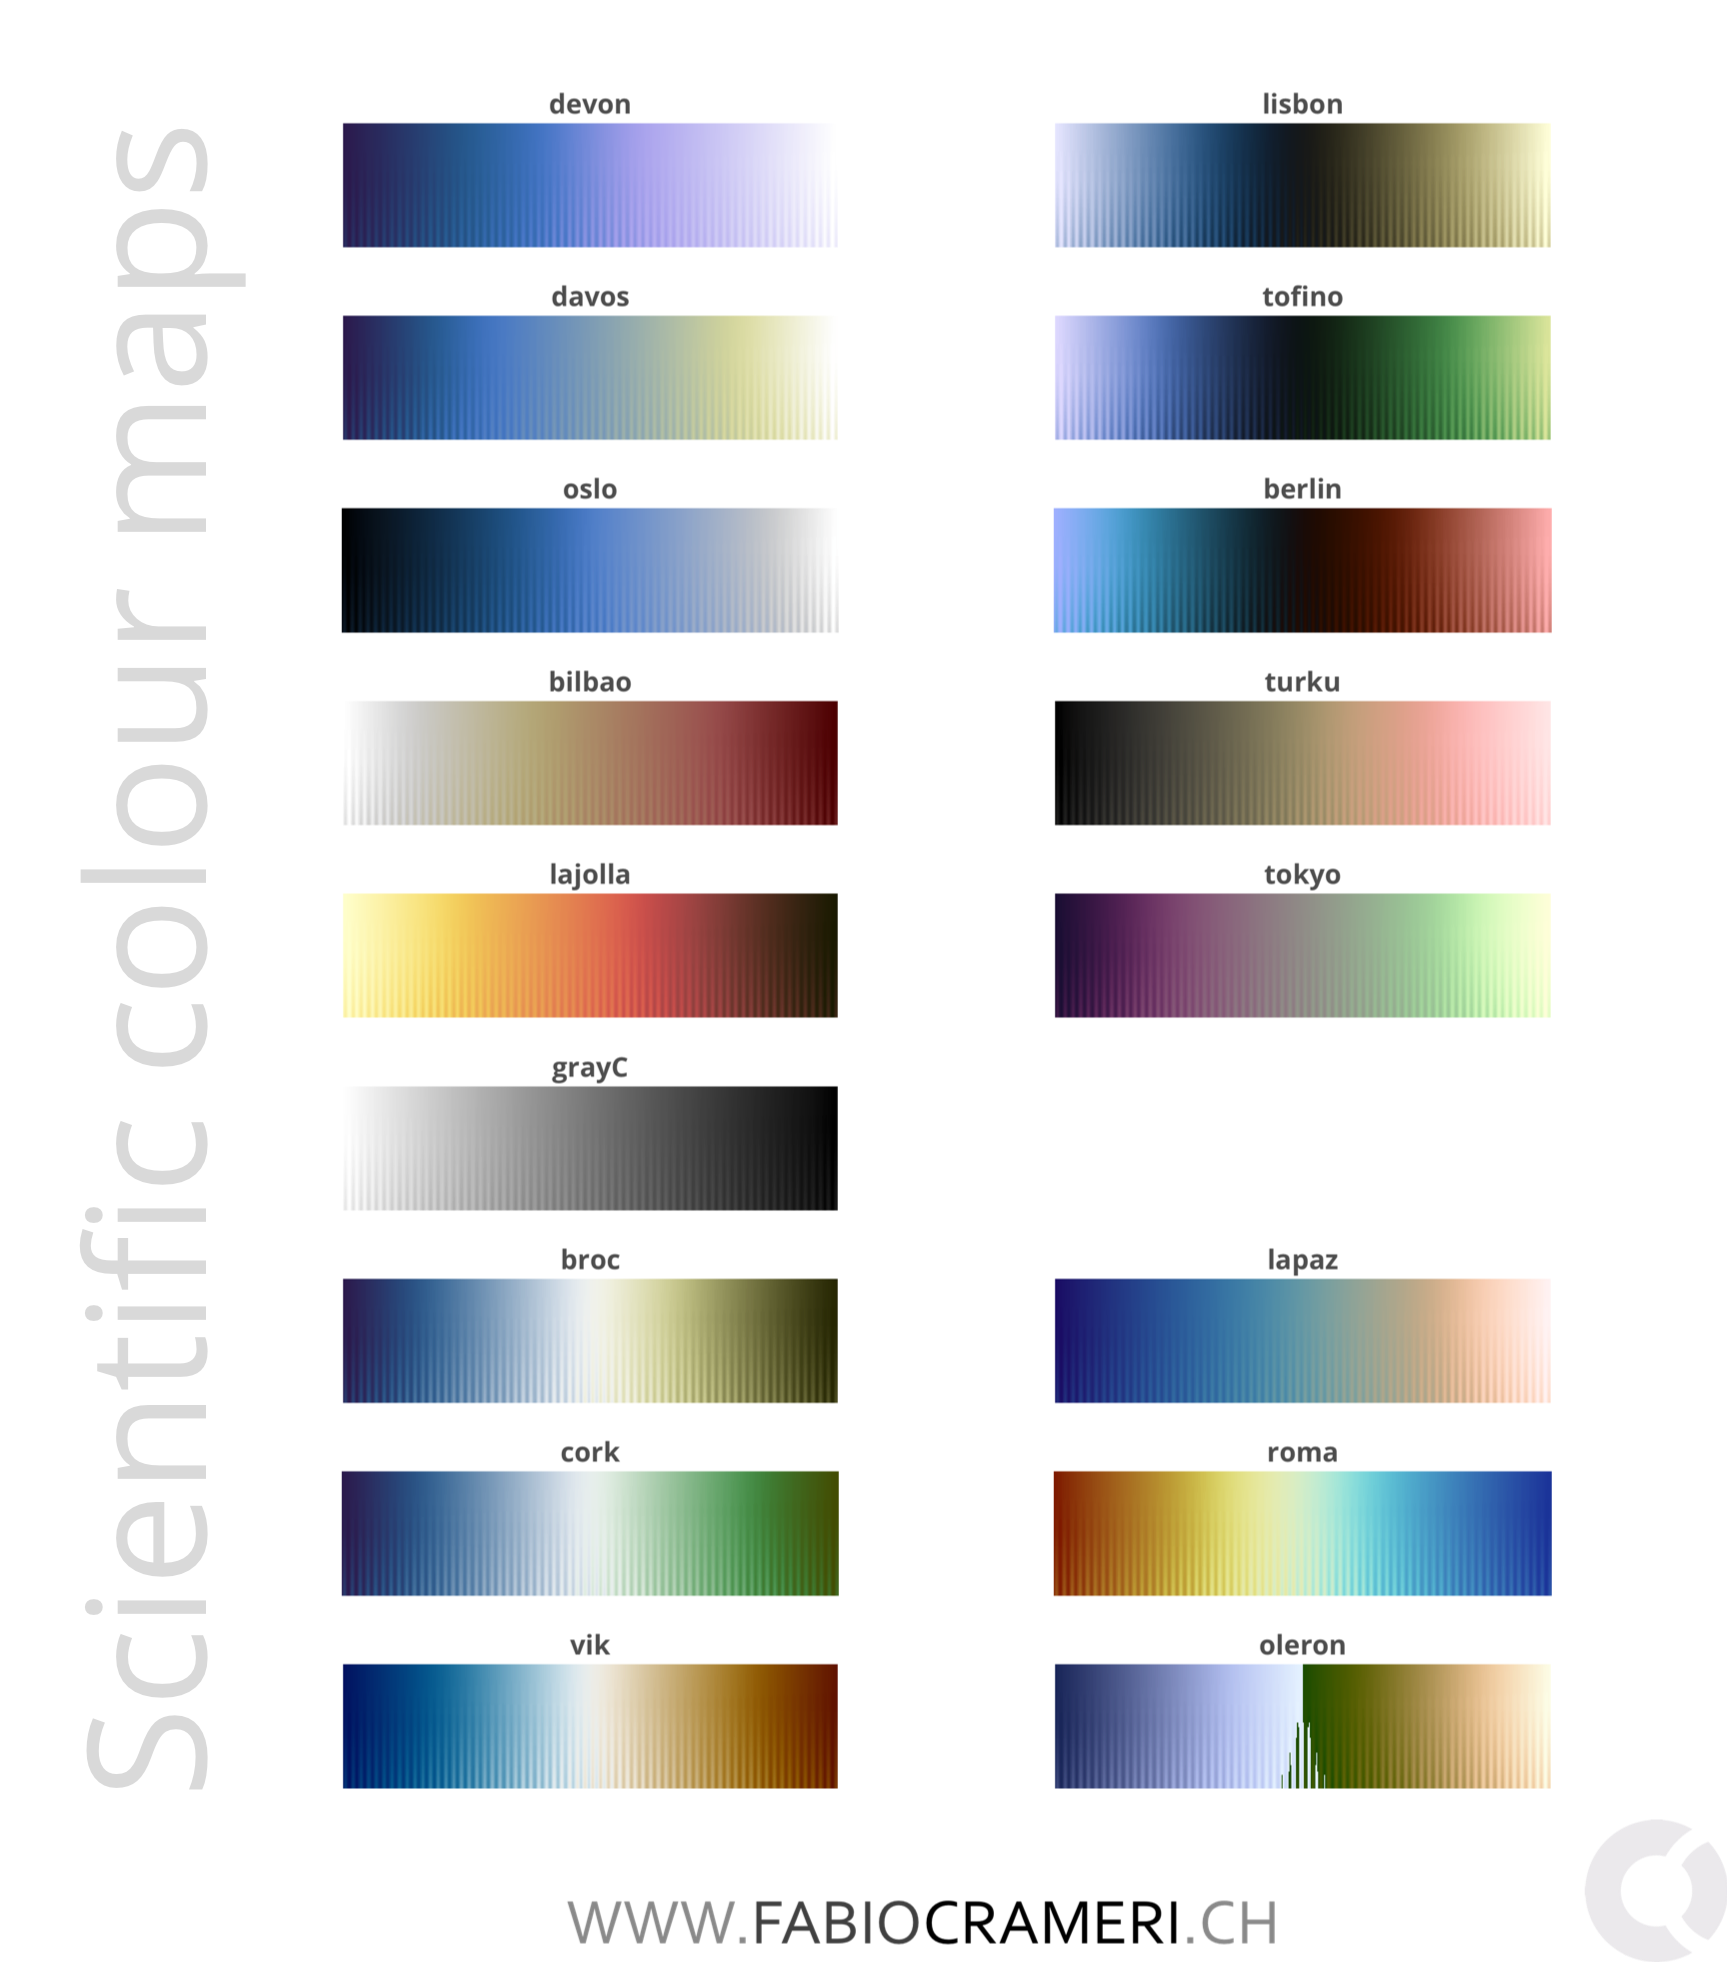 Scientific colour maps
devon
lisbon
davos
tofino
oslo
berlin
bilbao
turku
lajolla
tokyo
grayC
broc
lapaz
cork
roma
vik
oleron
WWW.FABIOCRAMERI.CH